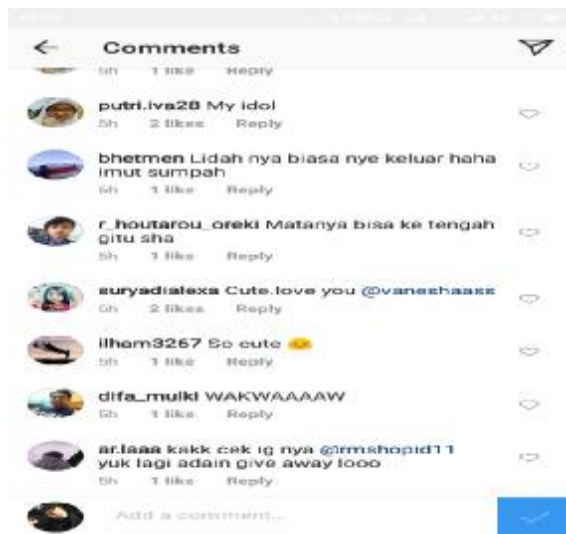 Comments
5h 1 like Reply
putri.iva28 My idol
5h 2 likes Reply
bhetmen Lidah nya biasa nye keluar haha
imut sumpah
5h 1 like Reply
r_houtarou_oreki Matanya bisa ke tengah
gitu sha
5h 1 like Reply
suryadialexa Cute.love you @vaneshaass
5h 2 likes Reply
ilham3267 So cute
5h 1 like Reply
difa_mulki WAKWAAAAW
5h 1 like Reply
ar.laaa kakk cek ig nya @rmshopid11
yuk lagi adain give away looo
5h 1 like Reply
Add a comment...